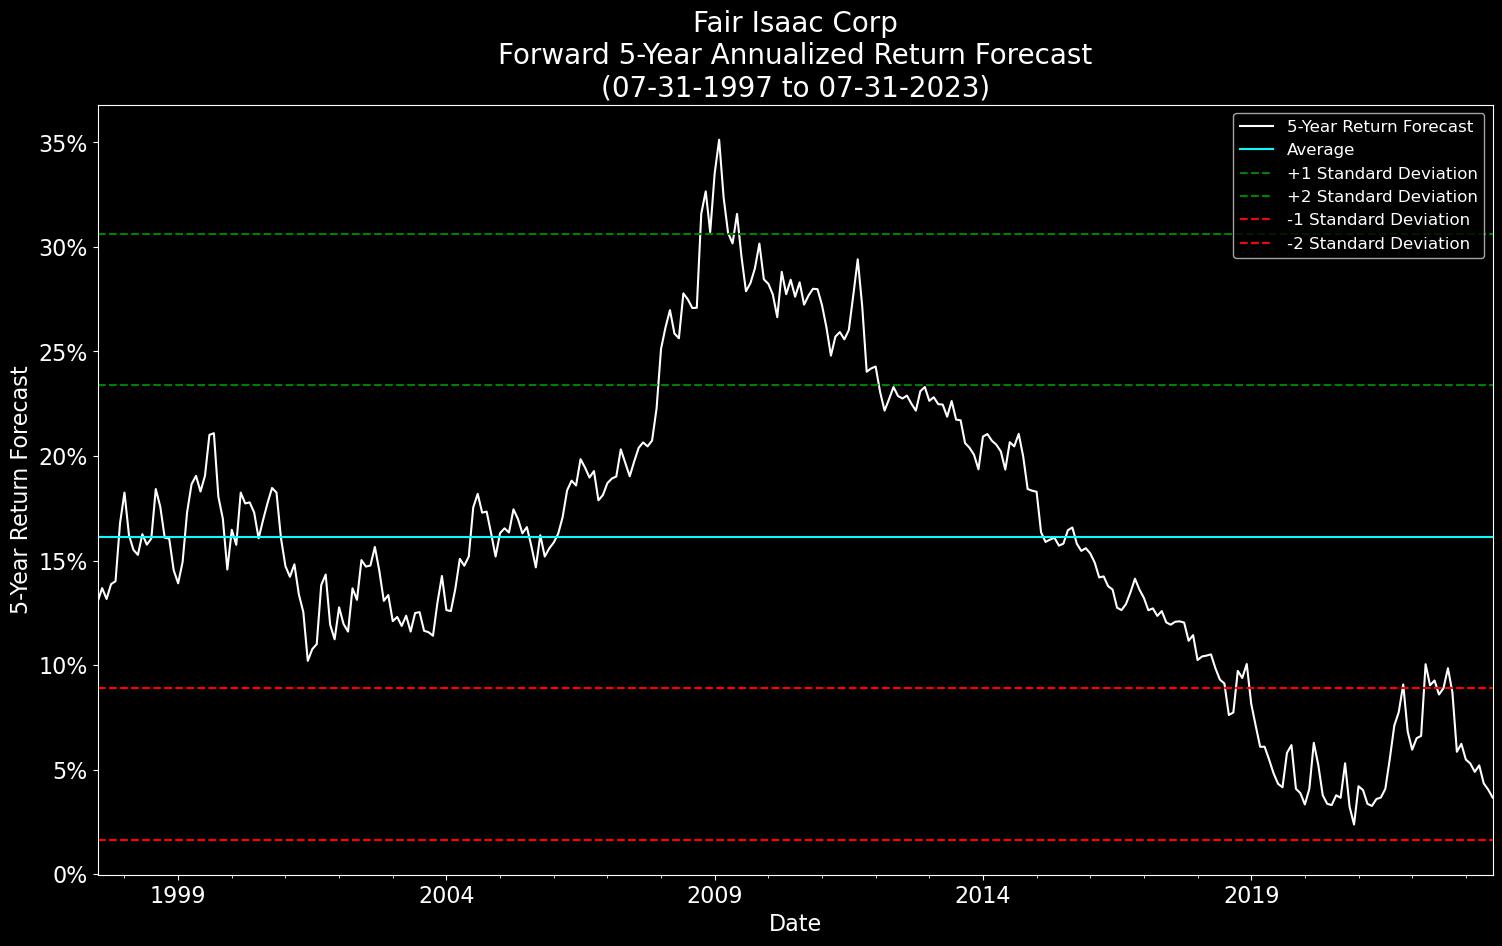 Fair Isaac Corp
Forward 5-Year Annualized Return Forecast
(07-31-1997 to 07-31-2023)
5-Year Return Forecast
Average
+1 Standard Deviation
+2 Standard Deviation
-1 Standard Deviation
-2 Standard Deviation
35%
30%
25%
20%
15%
10%
5%
0%
5-Year Return Forecast
1999
2004
2009
2014
2019
Date